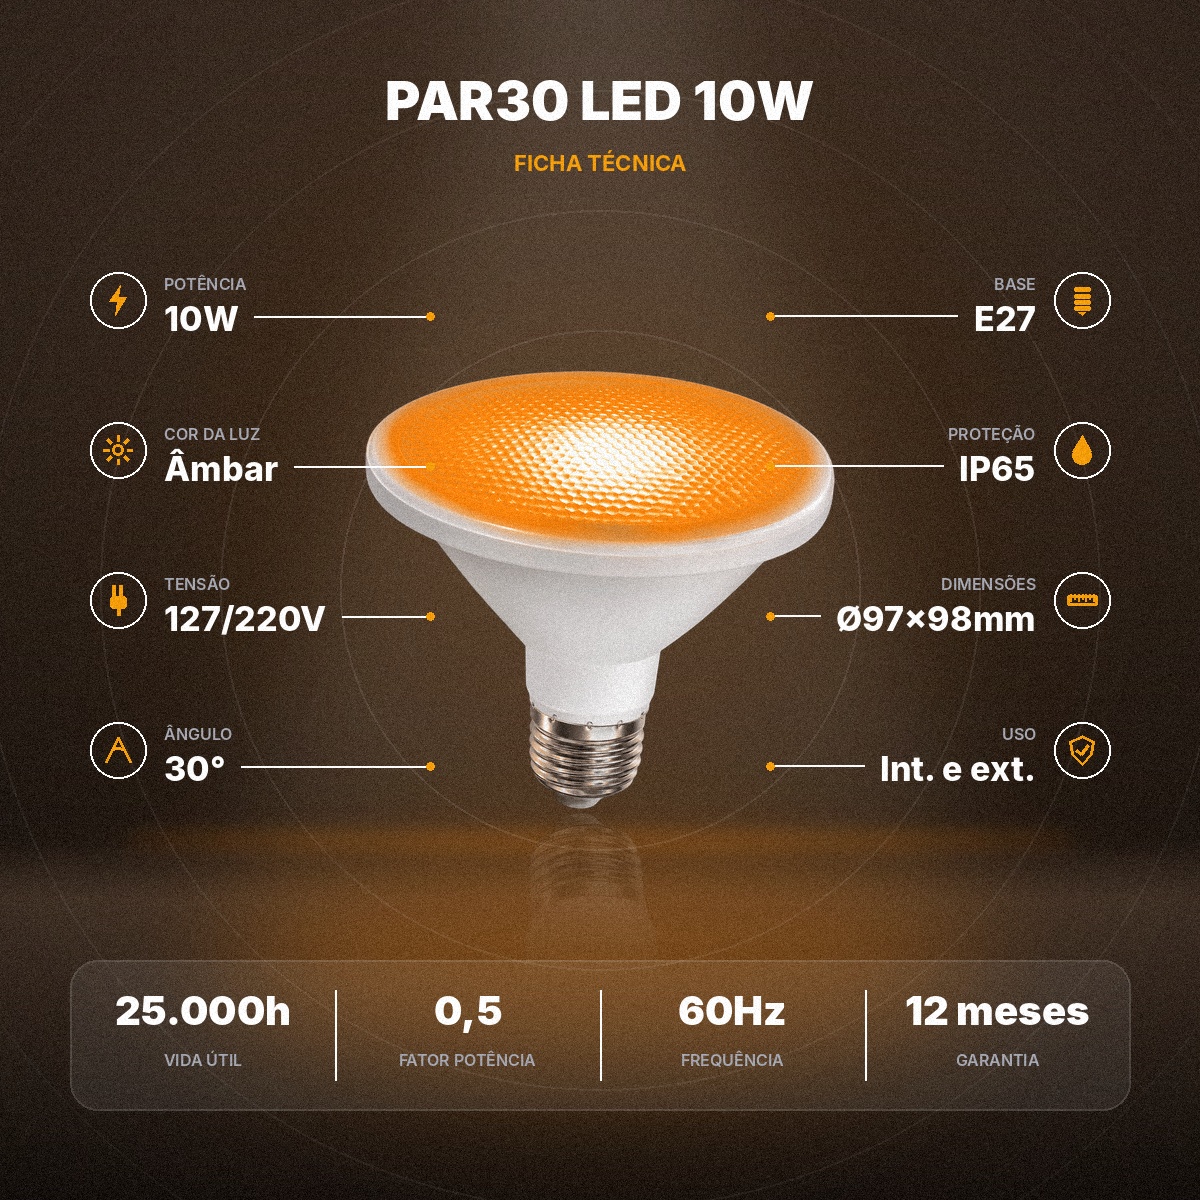 PAR30 LED 10W
FICHA TÉCNICA
POTÊNCIA
10W
COR DA LUZ
Âmbar
TENSÃO
127/220V
ÂNGULO
30°
BASE
E27
PROTEÇÃO
IP65
DIMENSÕES
Ø97×98mm
USO
Int. e ext.
25.000h
VIDA ÚTIL
0,5
FATOR POTÊNCIA
60Hz
FREQUÊNCIA
12 meses
GARANTIA